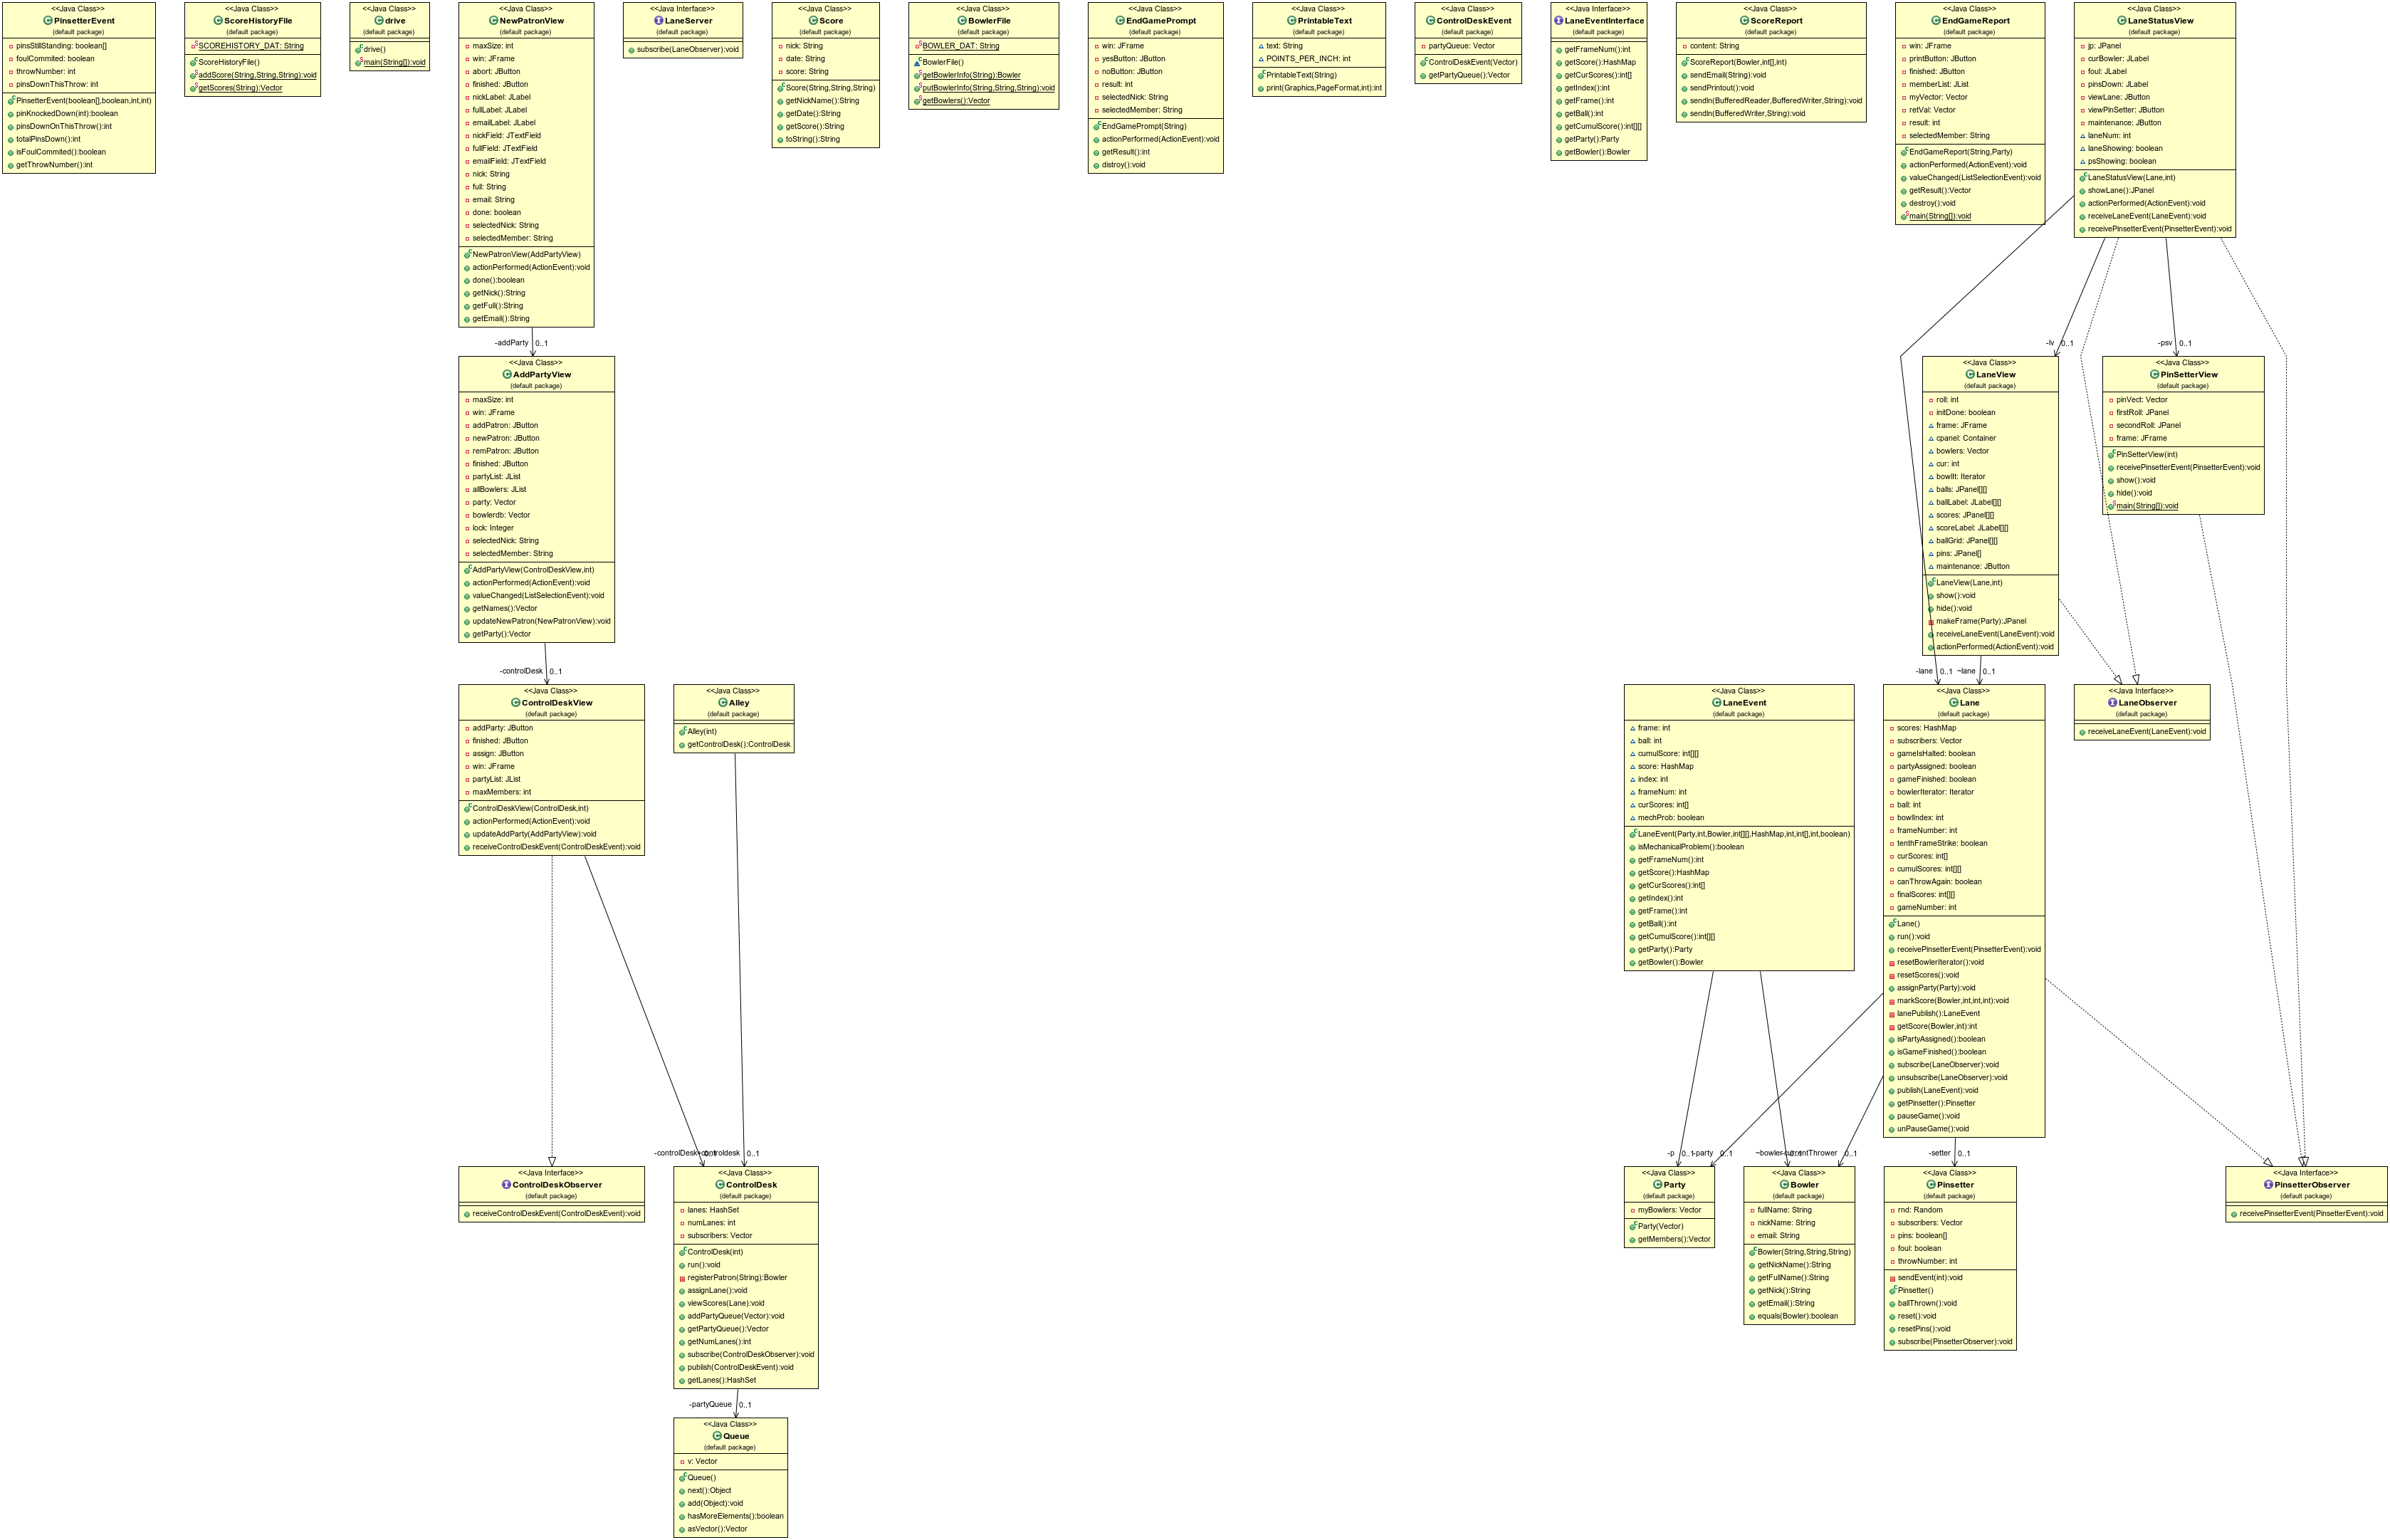 <<Java Class>>
PinsetterEvent
(default package)
pinsStillStanding: boolean[]
foulCommited: boolean
throwNumber: int
pinsDownThisThrow: int
PinsetterEvent(boolean[],boolean,int,int)
pinKnockedDown(int):boolean
pinsDownOnThisThrow():int
totalPinsDown():int
isFoulCommited():boolean
getThrowNumber():int
<<Java Class>>
ScoreHistoryFile
(default package)
SCOREHISTORY_DAT: String
ScoreHistoryFile()
addScore(String,String,String):void
getScores(String):Vector
<<Java Class>>
drive
(default package)
drive()
main(String[]):void
<<Java Class>>
NewPatronView
(default package)
maxSize: int
win: JFrame
abort: JButton
finished: JButton
nickLabel: JLabel
fullLabel: JLabel
emailLabel: JLabel
nickField: JTextField
fullField: JTextField
emailField: JTextField
nick: String
full: String
email: String
done: boolean
selectedNick: String
selectedMember: String
NewPatronView(AddPartyView)
actionPerformed(ActionEvent):void
done():boolean
getNick():String
getFull():String
getEmail():String
<<Java Interface>>
LaneServer
(default package)
subscribe(LaneObserver):void
<<Java Class>>
Score
(default package)
nick: String
date: String
score: String
Score(String,String,String)
getNickName():String
getDate():String
getScore():String
toString():String
<<Java Class>>
BowlerFile
(default package)
BOWLER_DAT: String
BowlerFile()
getBowlerInfo(String):Bowler
putBowlerInfo(String,String,String):void
getBowlers():Vector
<<Java Class>>
EndGamePrompt
(default package)
win: JFrame
yesButton: JButton
noButton: JButton
result: int
selectedNick: String
selectedMember: String
EndGamePrompt(String)
actionPerformed(ActionEvent):void
getResult():int
distroy():void
<<Java Class>>
PrintableText
(default package)
text: String
POINTS_PER_INCH: int
PrintableText(String)
print(Graphics,PageFormat,int):int
<<Java Class>>
ControlDeskEvent
(default package)
partyQueue: Vector
ControlDeskEvent(Vector)
getPartyQueue():Vector
<<Java Interface>>
LaneEventInterface
(default package)
getFrameNum():int
getScore():HashMap
getCurScores():int[]
getIndex():int
getFrame():int
getBall():int
getCumulScore():int[][]
getParty():Party
getBowler():Bowler
<<Java Class>>
ScoreReport
(default package)
content: String
ScoreReport(Bowler,int[],int)
sendEmail(String):void
sendPrintout():void
sendln(BufferedReader,BufferedWriter,String):void
sendln(BufferedWriter,String):void
<<Java Class>>
EndGameReport
(default package)
win: JFrame
printButton: JButton
finished: JButton
memberList: JList
myVector: Vector
retVal: Vector
result: int
selectedMember: String
EndGameReport(String,Party)
actionPerformed(ActionEvent):void
valueChanged(ListSelectionEvent):void
getResult():Vector
destroy():void
main(String[]):void
<<Java Class>>
LaneStatusView
(default package)
jp: JPanel
curBowler: JLabel
foul: JLabel
pinsDown: JLabel
viewLane: JButton
viewPinSetter: JButton
maintenance: JButton
laneNum: int
laneShowing: boolean
psShowing: boolean
LaneStatusView(Lane,int)
showLane():JPanel
actionPerformed(ActionEvent):void
receiveLaneEvent(LaneEvent):void
receivePinsetterEvent(PinsetterEvent):void
-addParty 0..1
-lv 0..1
-psv 0..1
<<Java Class>>
AddPartyView
(default package)
maxSize: int
win: JFrame
addPatron: JButton
newPatron: JButton
remPatron: JButton
finished: JButton
partyList: JList
allBowlers: JList
party: Vector
bowlerdb: Vector
lock: Integer
selectedNick: String
selectedMember: String
AddPartyView(ControlDeskView,int)
actionPerformed(ActionEvent):void
valueChanged(ListSelectionEvent):void
getNames():Vector
updateNewPatron(NewPatronView):void
getParty():Vector
<<Java Class>>
LaneView
(default package)
roll: int
initDone: boolean
frame: JFrame
cpanel: Container
bowlers: Vector
cur: int
bowlIt: Iterator
balls: JPanel[][]
ballLabel: JLabel[][]
scores: JPanel[][]
scoreLabel: JLabel[][]
ballGrid: JPanel[][]
pins: JPanel[]
maintenance: JButton
LaneView(Lane,int)
show():void
hide():void
makeFrame(Party):JPanel
receiveLaneEvent(LaneEvent):void
actionPerformed(ActionEvent):void
<<Java Class>>
PinSetterView
(default package)
pinVect: Vector
firstRoll: JPanel
secondRoll: JPanel
frame: JFrame
PinSetterView(int)
receivePinsetterEvent(PinsetterEvent):void
show():void
hide():void
main(String[]):void
-controlDesk 0..1
-lane 0..1
~lane 0..1
<<Java Class>>
ControlDeskView
(default package)
addParty: JButton
finished: JButton
assign: JButton
win: JFrame
partyList: JList
maxMembers: int
ControlDeskView(ControlDesk,int)
actionPerformed(ActionEvent):void
updateAddParty(AddPartyView):void
receiveControlDeskEvent(ControlDeskEvent):void
<<Java Class>>
Alley
(default package)
Alley(int)
getControlDesk():ControlDesk
<<Java Class>>
LaneEvent
(default package)
frame: int
ball: int
cumulScore: int[][]
score: HashMap
index: int
frameNum: int
curScores: int[]
mechProb: boolean
LaneEvent(Party,int,Bowler,int[][],HashMap,int,int[],int,boolean)
isMechanicalProblem():boolean
getFrameNum():int
getScore():HashMap
getCurScores():int[]
getIndex():int
getFrame():int
getBall():int
getCumulScore():int[][]
getParty():Party
getBowler():Bowler
<<Java Class>>
Lane
(default package)
scores: HashMap
subscribers: Vector
gameIsHalted: boolean
partyAssigned: boolean
gameFinished: boolean
bowlerIterator: Iterator
ball: int
bowlIndex: int
frameNumber: int
tenthFrameStrike: boolean
curScores: int[]
cumulScores: int[][]
canThrowAgain: boolean
finalScores: int[][]
gameNumber: int
Lane()
run():void
receivePinsetterEvent(PinsetterEvent):void
resetBowlerIterator():void
resetScores():void
assignParty(Party):void
markScore(Bowler,int,int,int):void
lanePublish():LaneEvent
getScore(Bowler,int):int
isPartyAssigned():boolean
isGameFinished():boolean
subscribe(LaneObserver):void
unsubscribe(LaneObserver):void
publish(LaneEvent):void
getPinsetter():Pinsetter
pauseGame():void
unPauseGame():void
<<Java Interface>>
LaneObserver
(default package)
receiveLaneEvent(LaneEvent):void
-controlDesk 0..1
controldesk 0..1
-p 0..1
-party 0..1
~bowler 0..1
-currentThrower 0..1
-setter 0..1
<<Java Interface>>
ControlDeskObserver
(default package)
receiveControlDeskEvent(ControlDeskEvent):void
<<Java Class>>
ControlDesk
(default package)
lanes: HashSet
numLanes: int
subscribers: Vector
ControlDesk(int)
run():void
registerPatron(String):Bowler
assignLane():void
viewScores(Lane):void
addPartyQueue(Vector):void
getPartyQueue():Vector
getNumLanes():int
subscribe(ControlDeskObserver):void
publish(ControlDeskEvent):void
getLanes():HashSet
<<Java Class>>
Party
(default package)
myBowlers: Vector
Party(Vector)
getMembers():Vector
<<Java Class>>
Bowler
(default package)
fullName: String
nickName: String
email: String
Bowler(String,String,String)
getNickName():String
getFullName():String
getNick():String
getEmail():String
equals(Bowler):boolean
<<Java Class>>
Pinsetter
(default package)
rnd: Random
subscribers: Vector
pins: boolean[]
foul: boolean
throwNumber: int
sendEvent(int):void
Pinsetter()
ballThrown():void
reset():void
resetPins():void
subscribe(PinsetterObserver):void
<<Java Interface>>
PinsetterObserver
(default package)
receivePinsetterEvent(PinsetterEvent):void
-partyQueue 0..1
<<Java Class>>
Queue
(default package)
v: Vector
Queue()
next():Object
add(Object):void
hasMoreElements():boolean
asVector():Vector